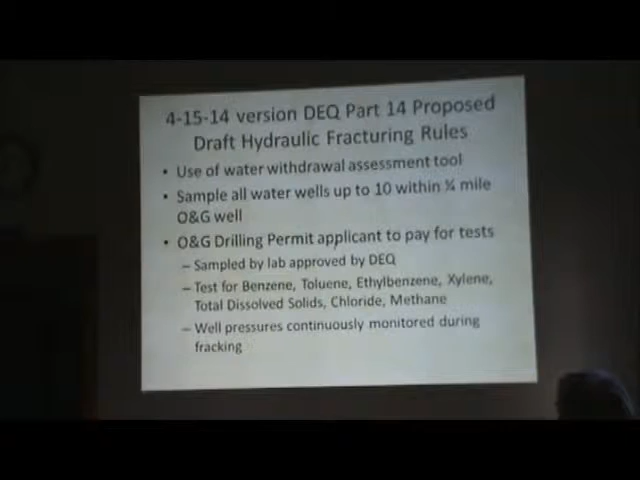 4-15-14 version DEQ Part 14 Proposed
Draft Hydraulic Fracturing Rules
• Use of water withdrawal assessment tool
• Sample all water wells up to 10 within ¼ mile
O&G well
• O&G Drilling Permit applicant to pay for tests
– Sampled by lab approved by DEQ
– Test for Benzene, Toluene, Ethylbenzene, Xylene,
Total Dissolved Solids, Chloride, Methane
– Well pressures continuously monitored during
fracking